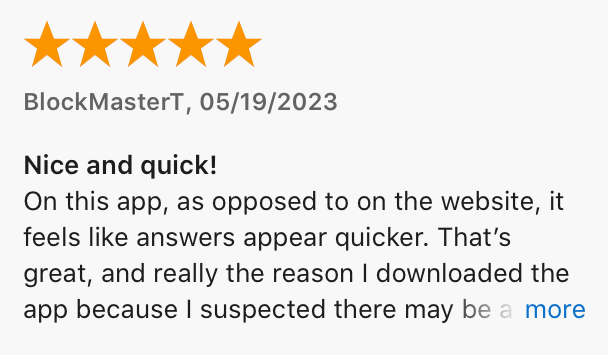 BlockMasterT, 05/19/2023
Nice and quick!
On this app, as opposed to on the website, it
feels like answers appear quicker. That’s
great, and really the reason I downloaded the
app because I suspected there may be a more